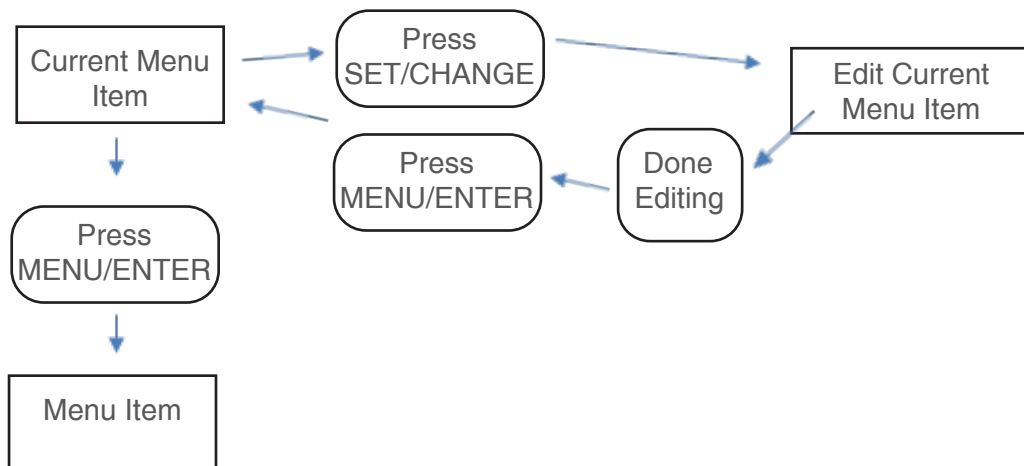 Current Menu
Item
Press
SET/CHANGE
Edit Current
Menu Item
Press
MENU/ENTER
Done
Editing
Press
MENU/ENTER
Menu Item